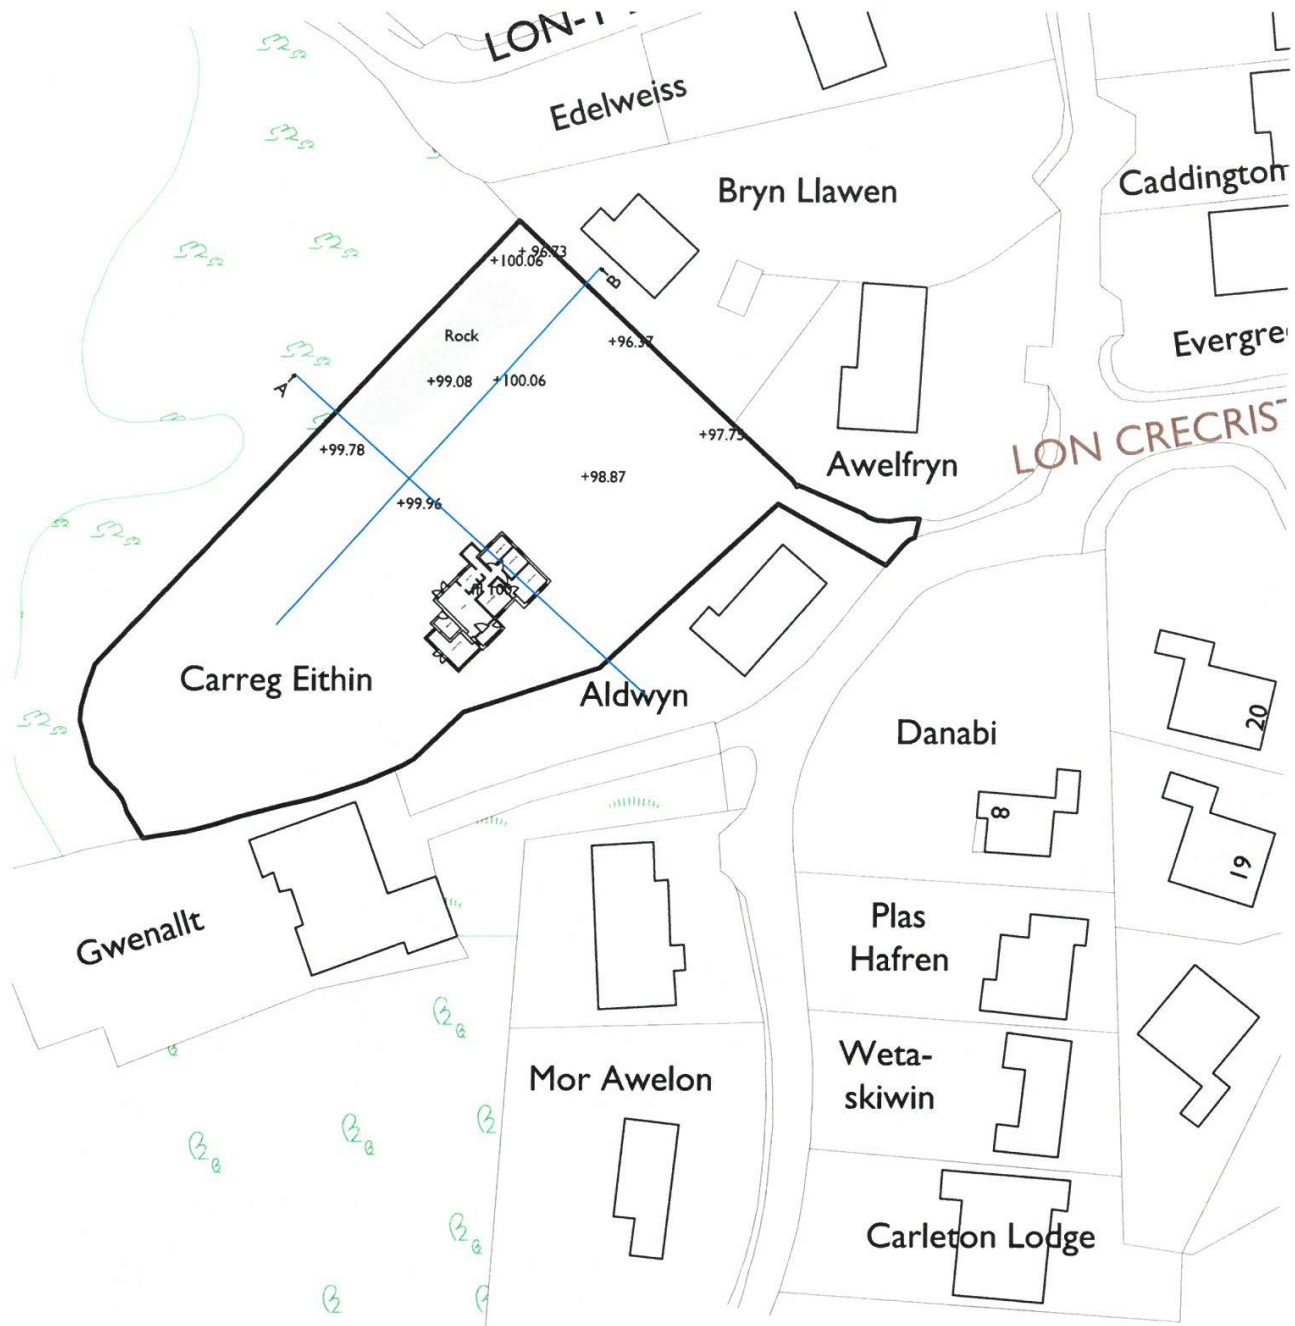 Edelweiss
Bryn Llawen
Caddington
+ 96.73
+100.06
B
Rock
+96.37
Evergre
+99.08
+100.06
A
LON CRECRIS
+97.75
+99.78
Awelfryn
+98.87
+99.96
Carreg Eithin
Aldwyn
Danabi
20
8
19
Gwenallt
Plas
Hafren
Mor Awelon
Weta-
skiwin
Carleton Lodge